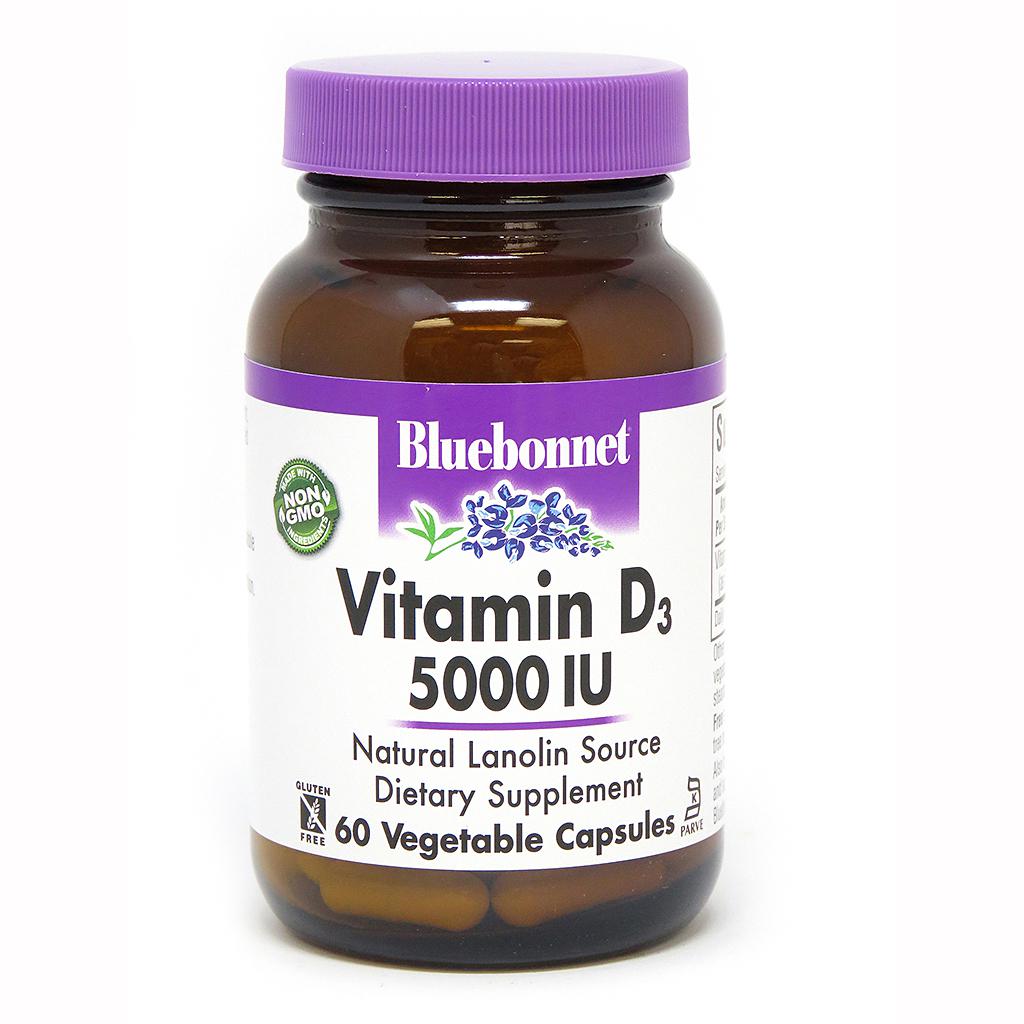 Bluebonnet
MADE WITH
NON
GMO
INGREDIENTS
Vitamin D3
5000 IU
Natural Lanolin Source
Dietary Supplement
GLUTEN
FREE
60 Vegetable Capsules
K
PARVE